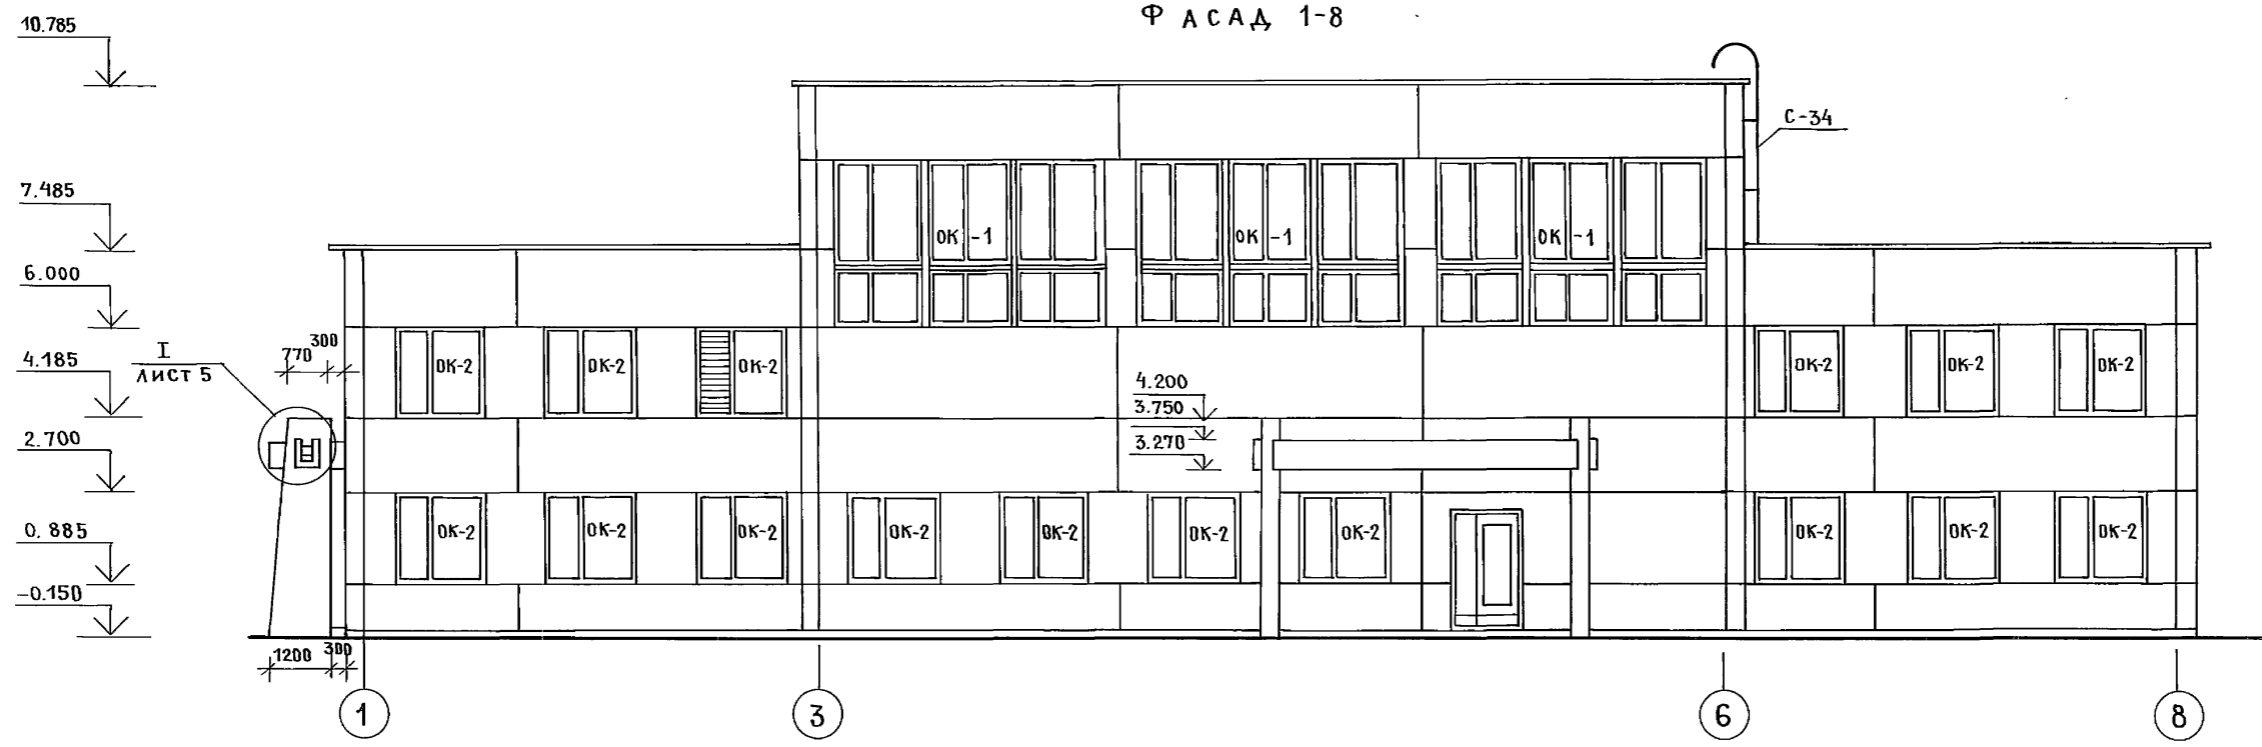 ФАСАД 1-8
10.785
С-34
7.485
ОК-1 ОК-1 ОК-1
6.000
300
770
I
ЛИСТ 5
4.185
ОК-2 ОК-2 ОК-2 ОК-2 ОК-2 ОК-2
4.200
3.750
3.270
2.700
0.885
ОК-2 ОК-2 ОК-2 ОК-2 ОК-2 ОК-2 ОК-2 ОК-2 ОК-2 ОК-2
-0.150
1200 300
1 3 6 8